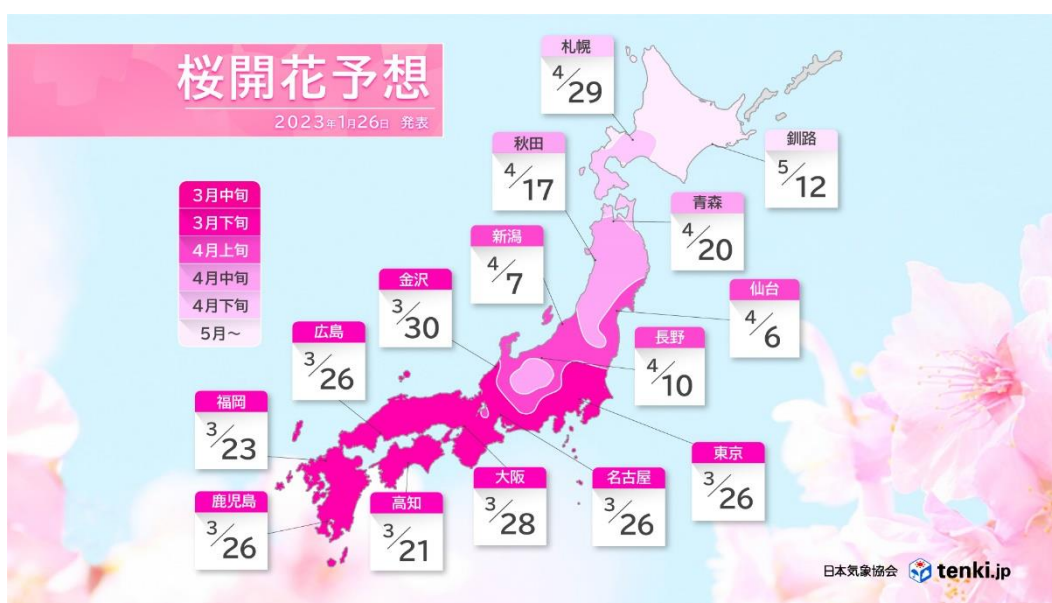 桜開花予想
2023年1月26日 発表
3月中旬
3月下旬
4月上旬
4月中旬
4月下旬
5月～
札幌
4/29
釧路
5/12
秋田
4/17
青森
4/20
新潟
4/7
仙台
4/6
金沢
3/30
長野
4/10
広島
3/26
福岡
3/23
東京
3/26
大阪
3/28
名古屋
3/26
鹿児島
3/26
高知
3/21
日本気象協会 tenki.jp